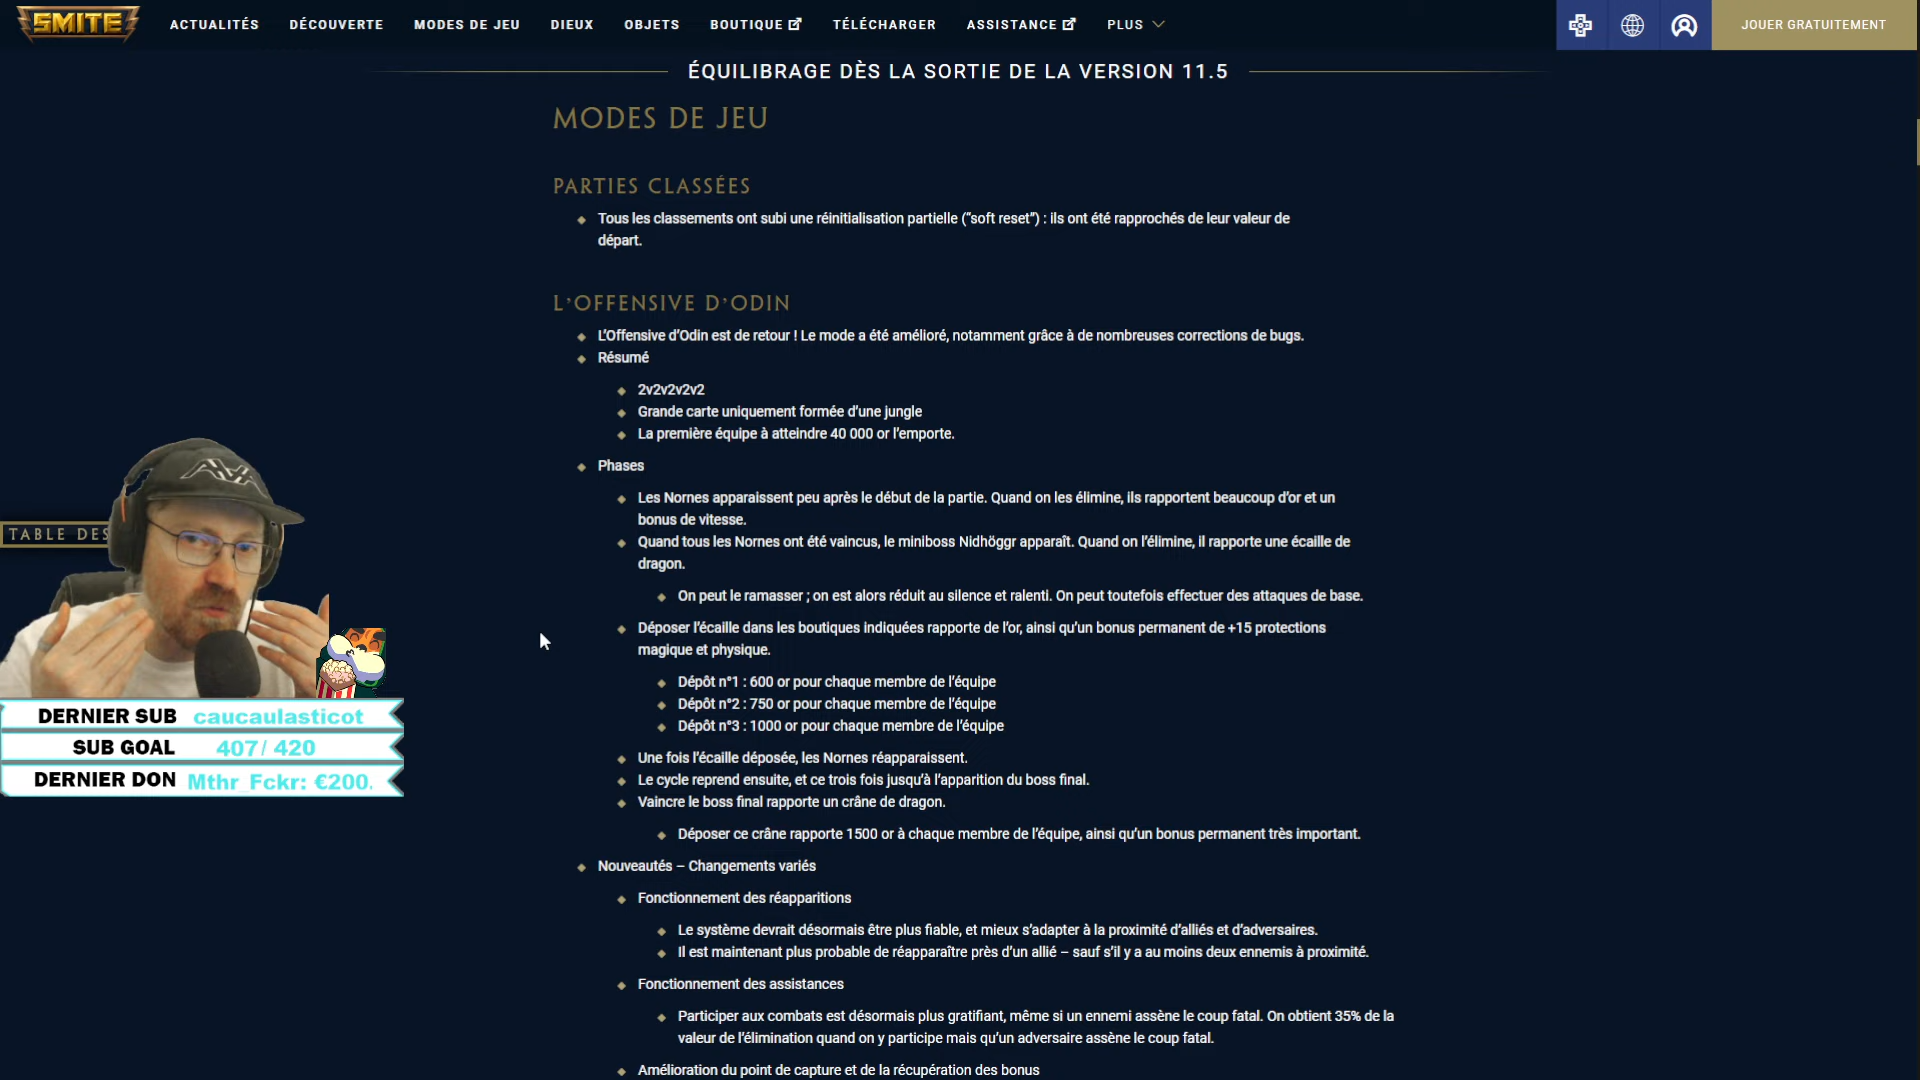 SMITE
ACTUALITÉS DÉCOUVERTE MODES DE JEU DIEUX OBJETS BOUTIQUE TÉLÉCHARGER ASSISTANCE PLUS JOUER GRATUITEMENT
ÉQUILIBRAGE DÈS LA SORTIE DE LA VERSION 11.5
MODES DE JEU
PARTIES CLASSÉES
Tous les classements ont subi une réinitialisation partielle (“soft reset”) : ils ont été rapprochés de leur valeur de
départ.
L’OFFENSIVE D’ODIN
L’Offensive d’Odin est de retour ! Le mode a été amélioré, notamment grâce à de nombreuses corrections de bugs.
Résumé
2v2v2v2v2
Grande carte uniquement formée d’une jungle
La première équipe à atteindre 40 000 or l’emporte.
Phases
Les Nornes apparaissent peu après le début de la partie. Quand on les élimine, ils rapportent beaucoup d’or et un
bonus de vitesse.
Quand tous les Nornes ont été vaincus, le miniboss Nidhöggr apparaît. Quand on l’élimine, il rapporte une écaille de
dragon.
On peut le ramasser ; on est alors réduit au silence et ralenti. On peut toutefois effectuer des attaques de base.
Déposer l’écaille dans les boutiques indiquées rapporte de l’or, ainsi qu’un bonus permanent de +15 protections
magique et physique.
Dépôt n°1 : 600 or pour chaque membre de l’équipe
Dépôt n°2 : 750 or pour chaque membre de l’équipe
Dépôt n°3 : 1000 or pour chaque membre de l’équipe
Une fois l’écaille déposée, les Nornes réapparaissent.
Le cycle reprend ensuite, et ce trois fois jusqu’à l’apparition du boss final.
Vaincre le boss final rapporte un crâne de dragon.
Déposer ce crâne rapporte 1500 or à chaque membre de l’équipe, ainsi qu’un bonus permanent très important.
Nouveautés – Changements variés
Fonctionnement des réapparitions
Le système devrait désormais être plus fiable, et mieux s’adapter à la proximité d’alliés et d’adversaires.
Il est maintenant plus probable de réapparaître près d’un allié – sauf s’il y a au moins deux ennemis à proximité.
Fonctionnement des assistances
Participer aux combats est désormais plus gratifiant, même si un ennemi assène le coup fatal. On obtient 35% de la
valeur de l’élimination quand on y participe mais qu’un adversaire assène le coup fatal.
Amélioration du point de capture et de la récupération des bonus
TABLE DES
DERNIER SUB caucaulasticot
SUB GOAL 407/ 420
DERNIER DON Mthr_Fckr: €200.